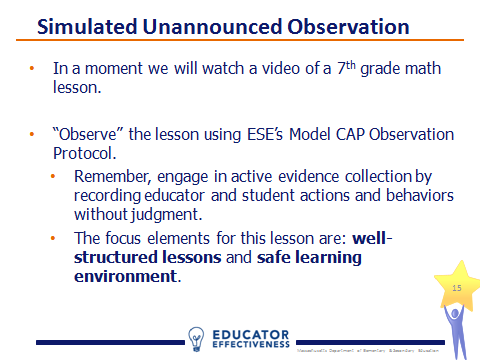 Simulated Unannounced Observation
• In a moment we will watch a video of a 7th grade math
lesson.
• “Observe” the lesson using ESE’s Model CAP Observation
Protocol.
• Remember, engage in active evidence collection by
recording educator and student actions and behaviors
without judgment.
• The focus elements for this lesson are: well-
structured lessons and safe learning
environment.
15
EDUCATOR
EFFECTIVENESS
Massachusetts Department of Elementary & Secondary Education